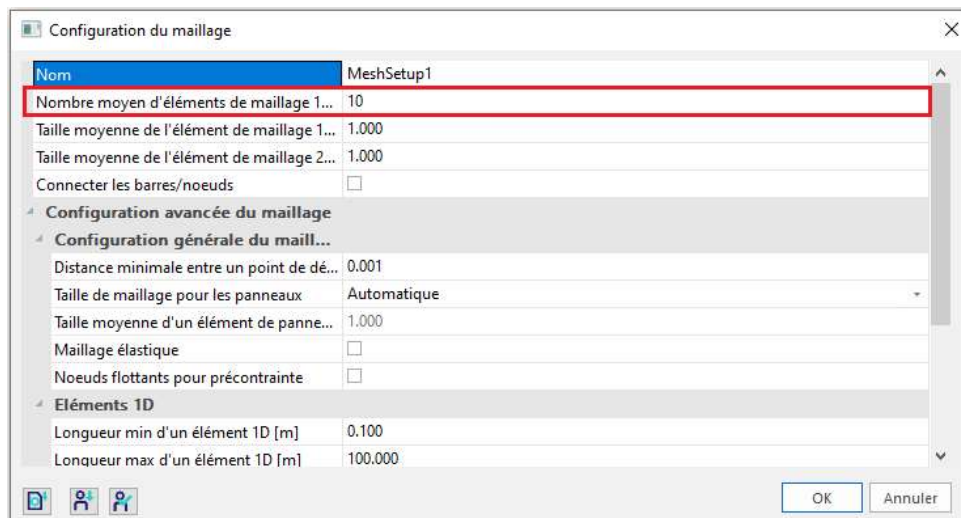 Configuration du maillage
Nom MeshSetup1
Nombre moyen d'éléments de maillage 1... 10
Taille moyenne de l'élément de maillage 1... 1.000
Taille moyenne de l'élément de maillage 2... 1.000
Connecter les barres/noeuds
Configuration avancée du maillage
Configuration générale du maill...
Distance minimale entre un point de dé... 0.001
Taille de maillage pour les panneaux Automatique
Taille moyenne d'un élément de panne... 1.000
Maillage élastique
Noeuds flottants pour précontrainte
Eléments 1D
Longueur min d'un élément 1D [m] 0.100
Longueur max d'un élément 1D [m] 100.000
OK Annuler